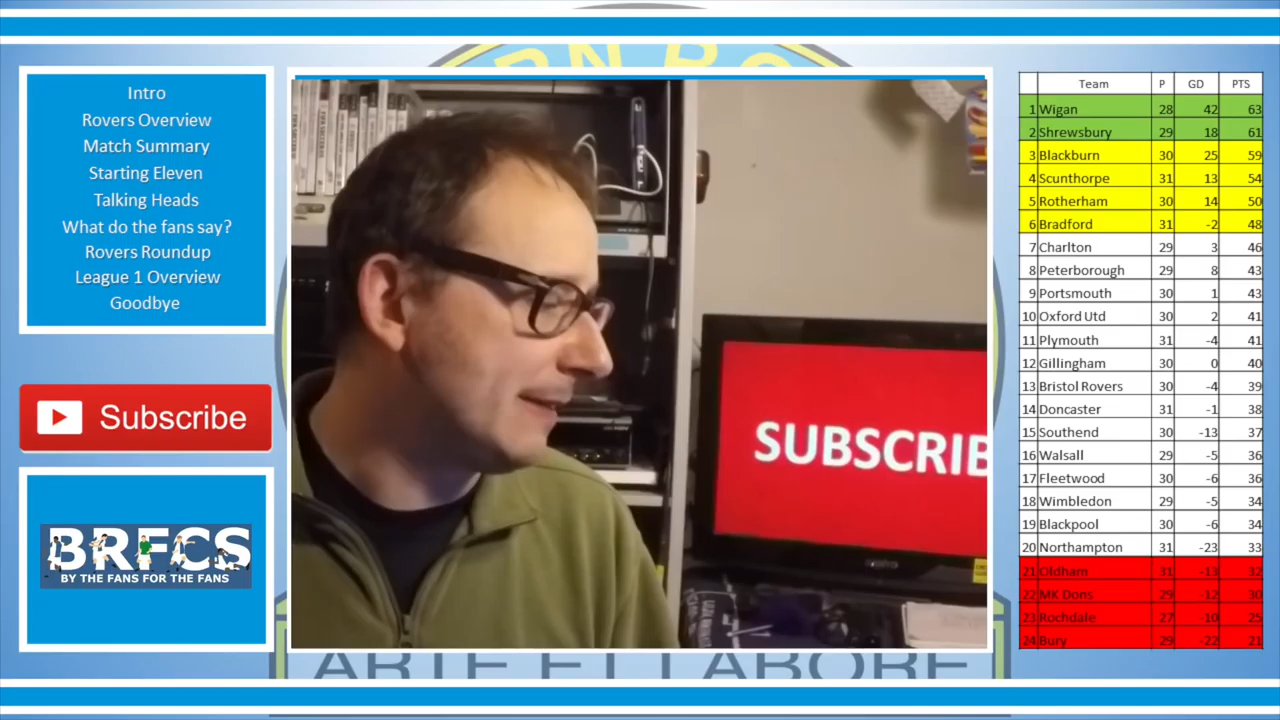 RN RO
Intro
Rovers Overview
Match Summary
Starting Eleven
Talking Heads
What do the fans say?
Rovers Roundup
League 1 Overview
Goodbye
Subscribe
BRFCS
BY THE FANS FOR THE FANS
SUBSCRIB
ARTE ET LABORE
Team P GD PTS
1 Wigan 28 42 63
2 Shrewsbury 29 18 61
3 Blackburn 30 25 59
4 Scunthorpe 31 13 54
5 Rotherham 30 14 50
6 Bradford 31 -2 48
7 Charlton 29 3 46
8 Peterborough 29 8 43
9 Portsmouth 30 1 43
10 Oxford Utd 30 2 41
11 Plymouth 31 -4 41
12 Gillingham 30 0 40
13 Bristol Rovers 30 -4 39
14 Doncaster 31 -1 38
15 Southend 30 -13 37
16 Walsall 29 -5 36
17 Fleetwood 30 -6 36
18 Wimbledon 29 -5 34
19 Blackpool 30 -6 34
20 Northampton 31 -23 33
21 Oldham 31 -13 32
22 MK Dons 29 -12 30
23 Rochdale 27 -10 25
24 Bury 29 -22 21